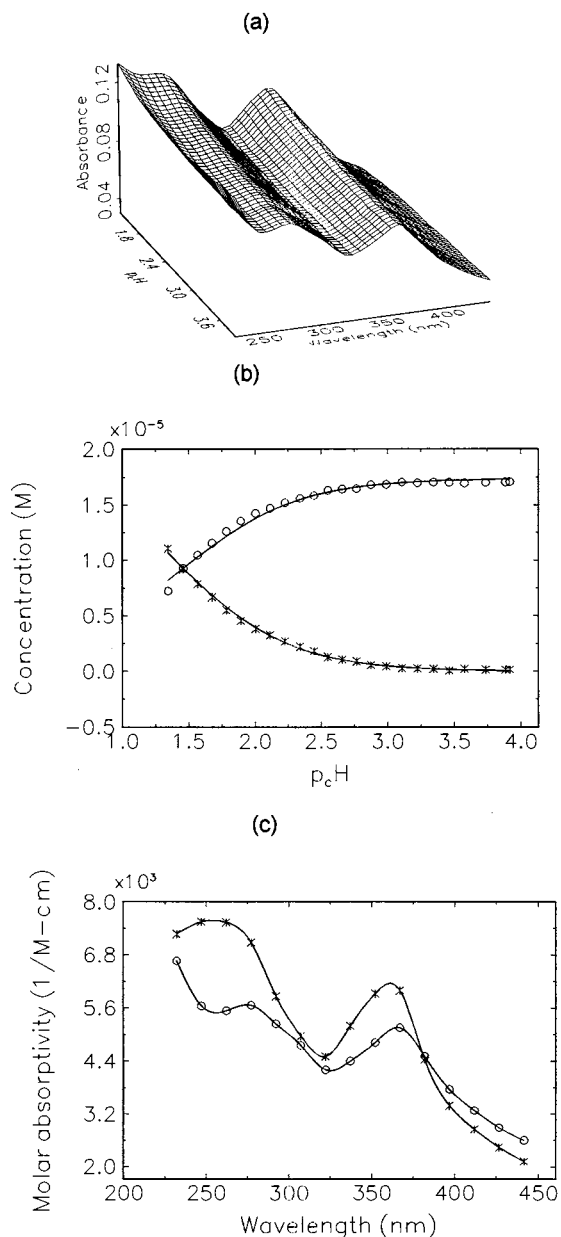 (a)
Absorbance
0.12
0.08
0.04
1.8
2.4
3.0
3.6
pcH
250
300
350
400
Wavelength (nm)
(b)
×10⁻⁵
2.0
1.5
1.0
0.5
0.0
−0.5
Concentration (M)
1.0 1.5 2.0 2.5 3.0 3.5 4.0
pcH
(c)
×10³
8.0
6.8
5.6
4.4
3.2
2.0
Molar absorptivity (1/M−cm)
200 250 300 350 400 450
Wavelength (nm)